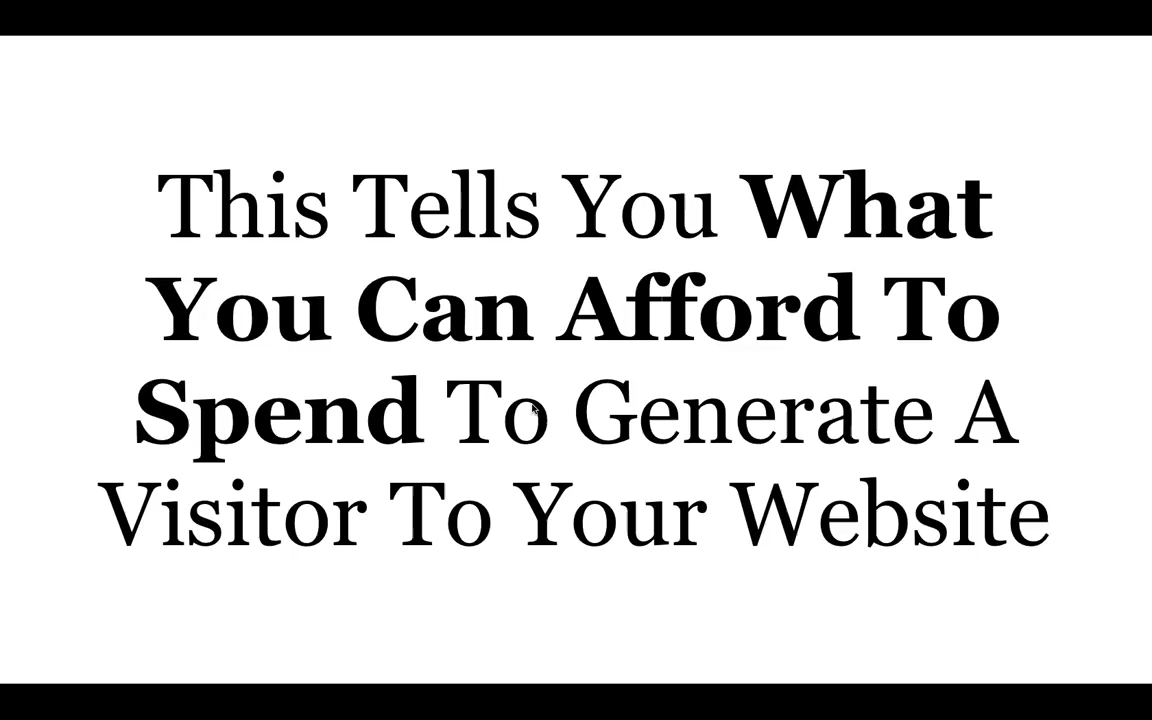 This Tells You What
You Can Afford To
Spend To Generate A
Visitor To Your Website